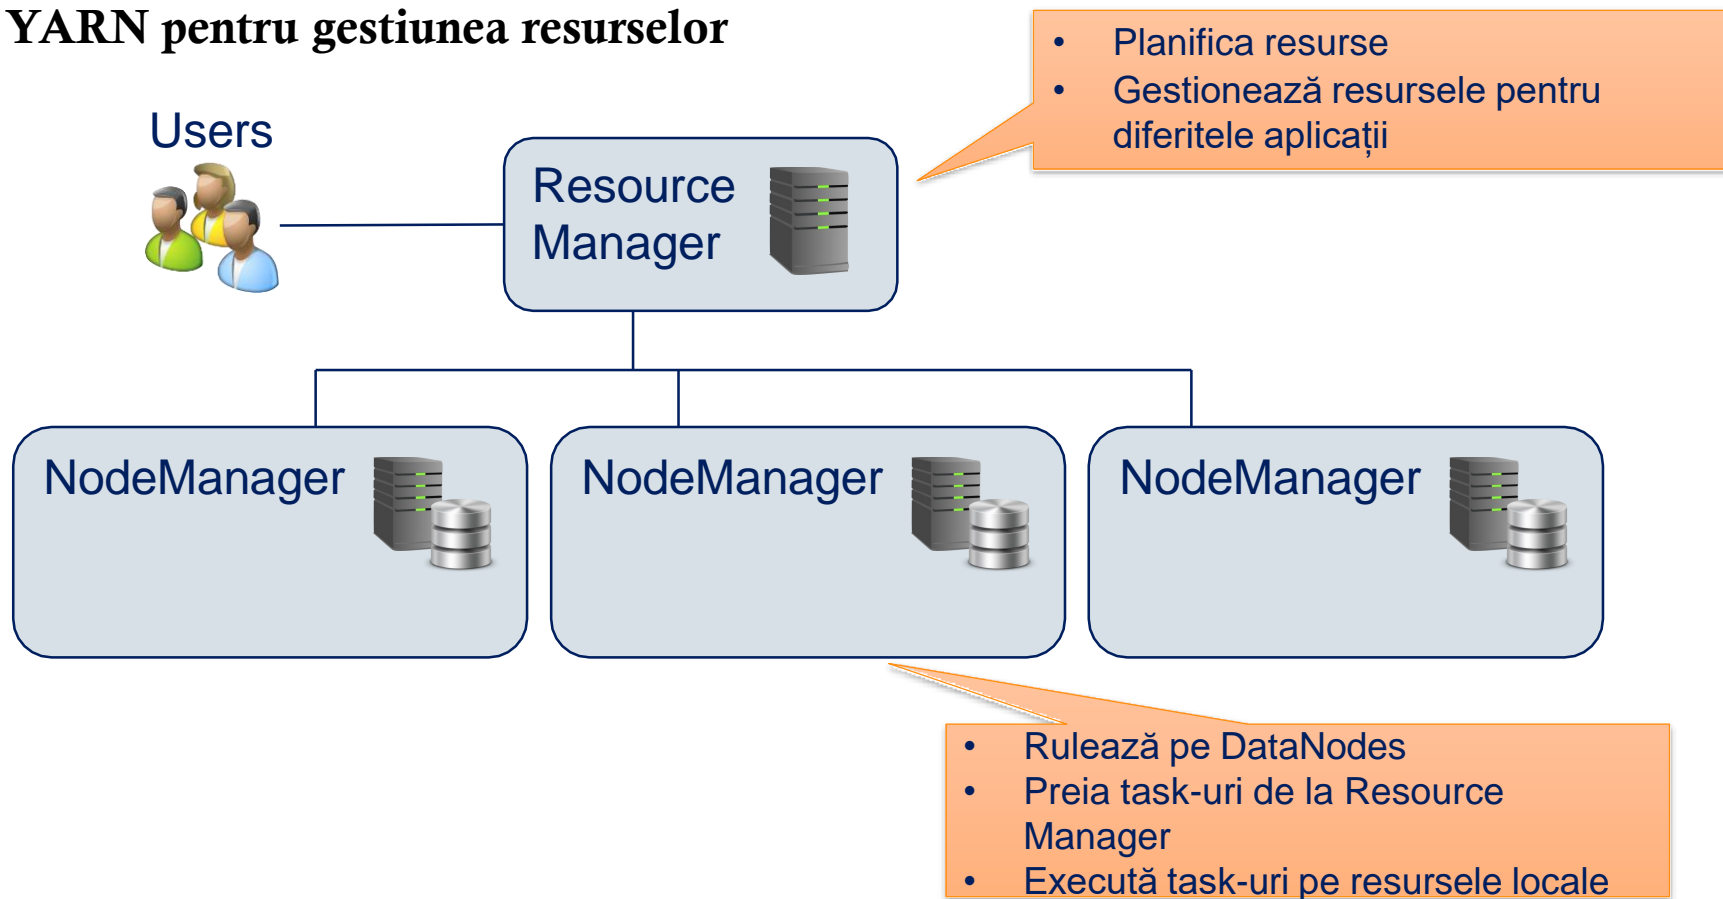 YARN pentru gestiunea resurselor
• Planifica resurse
• Gestionează resursele pentru
diferitele aplicații
Users
Resource
Manager
NodeManager
NodeManager
NodeManager
• Rulează pe DataNodes
• Preia task-uri de la Resource
Manager
• Execută task-uri pe resursele locale